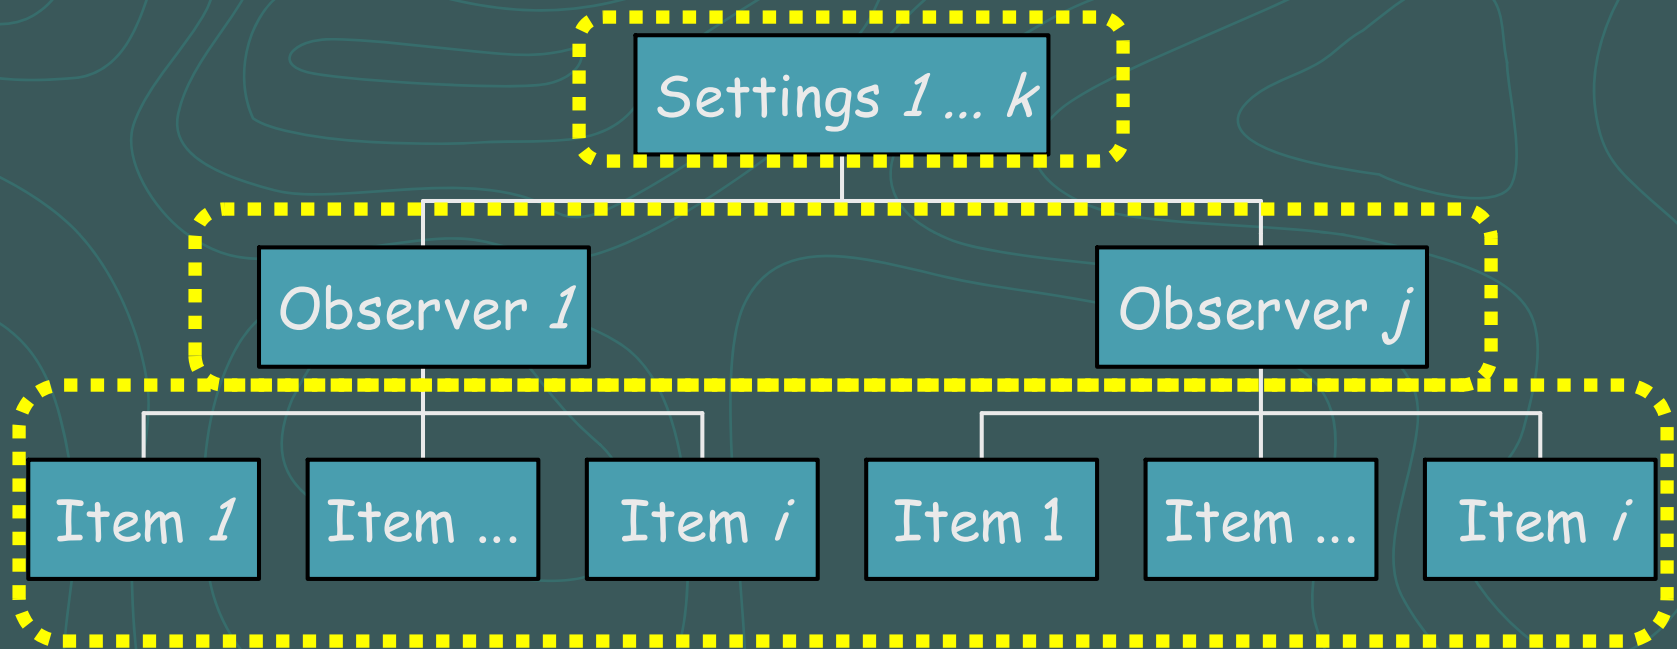 Settings 1 ... k
Observer 1
Observer j
Item 1
Item ...
Item i
Item 1
Item ...
Item i